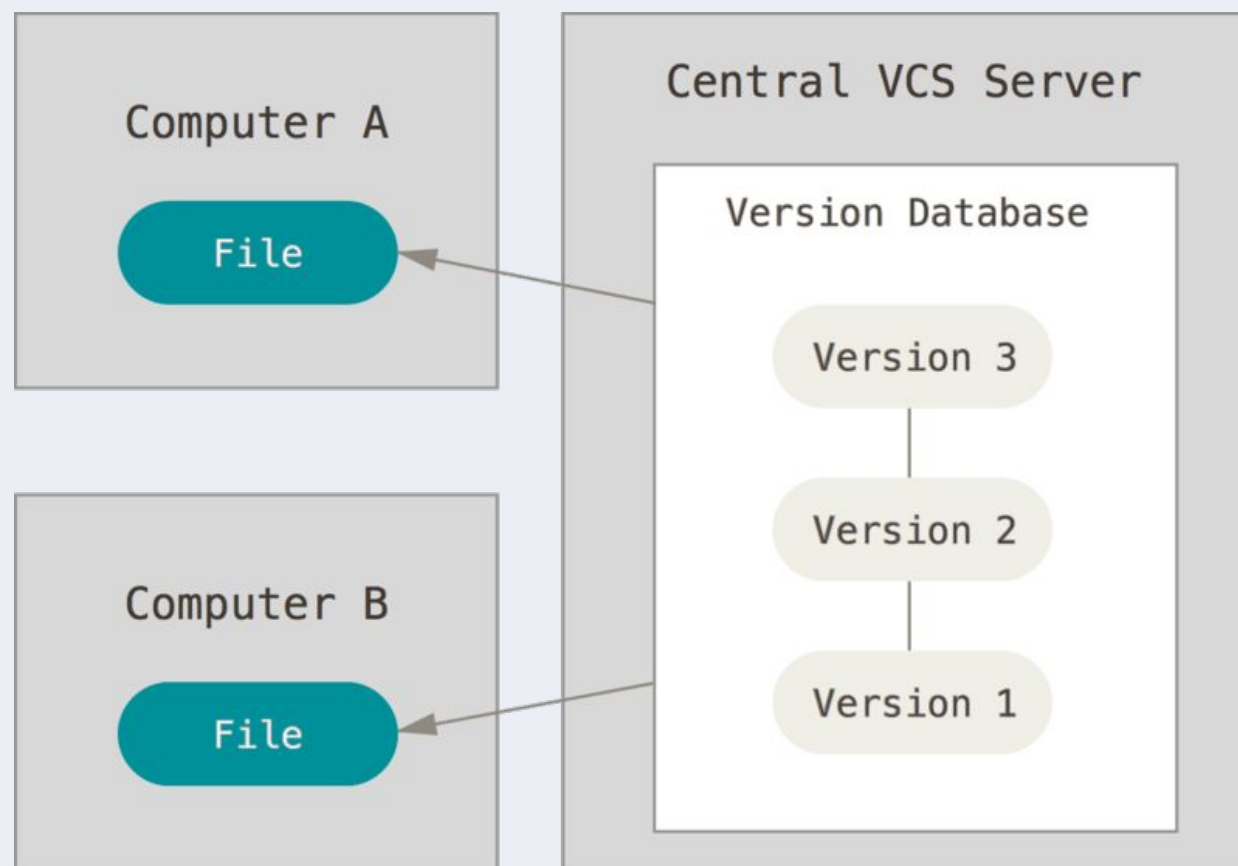 Computer A
File
Computer B
File
Central VCS Server
Version Database
Version 3
Version 2
Version 1